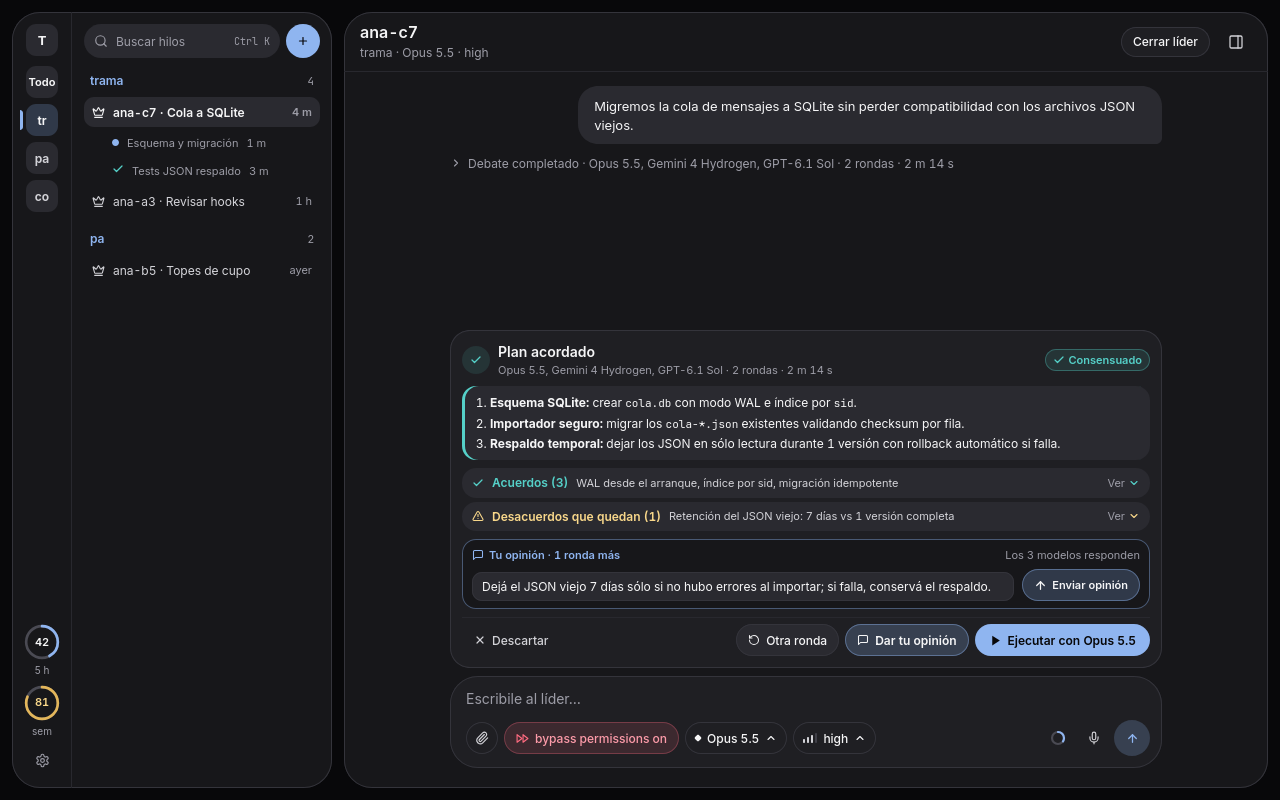 T
Todo
tr
pa
co
42
5 h
81
sem
Buscar hilos Ctrl K
trama 4
ana-c7 · Cola a SQLite 4 m
Esquema y migración 1 m
Tests JSON respaldo 3 m
ana-a3 · Revisar hooks 1 h
pa 2
ana-b5 · Topes de cupo ayer
ana-c7
trama · Opus 5.5 · high
Cerrar líder
Migremos la cola de mensajes a SQLite sin perder compatibilidad con los archivos JSON
viejos.
Debate completado · Opus 5.5, Gemini 4 Hydrogen, GPT-6.1 Sol · 2 rondas · 2 m 14 s
Plan acordado
Opus 5.5, Gemini 4 Hydrogen, GPT-6.1 Sol · 2 rondas · 2 m 14 s
Consensuado
1. Esquema SQLite: crear cola.db con modo WAL e índice por sid.
2. Importador seguro: migrar los cola-*.json existentes validando checksum por fila.
3. Respaldo temporal: dejar los JSON en sólo lectura durante 1 versión con rollback automático si falla.
Acuerdos (3) WAL desde el arranque, índice por sid, migración idempotente Ver
Desacuerdos que quedan (1) Retención del JSON viejo: 7 días vs 1 versión completa Ver
Tu opinión · 1 ronda más Los 3 modelos responden
Dejá el JSON viejo 7 días sólo si no hubo errores al importar; si falla, conservá el respaldo. Enviar opinión
Descartar Otra ronda Dar tu opinión Ejecutar con Opus 5.5
Escribile al líder...
bypass permissions on Opus 5.5 high